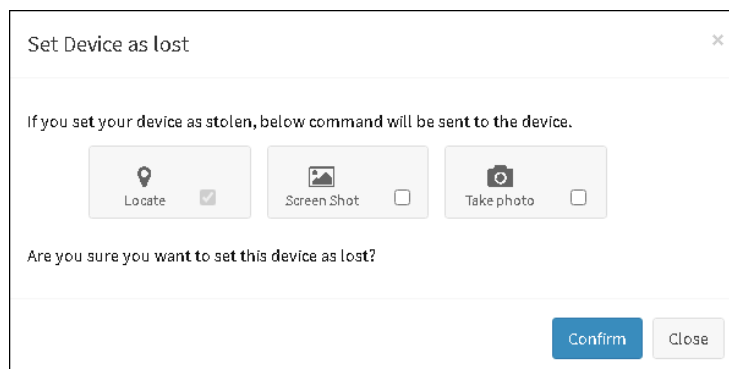 Set Device as lost ×
If you set your device as stolen, below command will be sent to the device.
Locate Screen Shot Take photo
Are you sure you want to set this device as lost?
Confirm Close